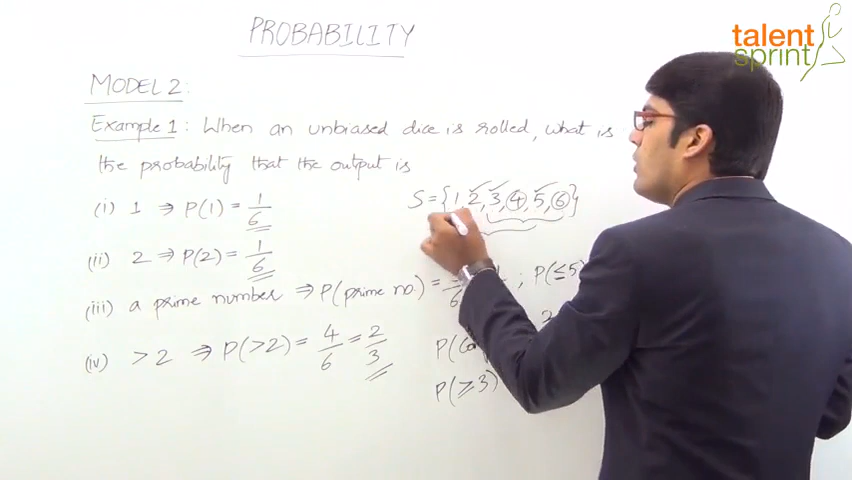 talent
sprint
PROBABILITY
MODEL 2:
Example 1: When an unbiased dice is rolled, what is
the probability that the output is
(i) 1 ⇒ P(1) = 1/6
S = {1, 2, 3, 4, 5, 6}
(ii) 2 ⇒ P(2) = 1/6
(iii) a prime number ⇒ P(prime no.) = ; P(≤5)
(iv) >2 ⇒ P(>2) = 4/6 = 2/3
P(≥3)